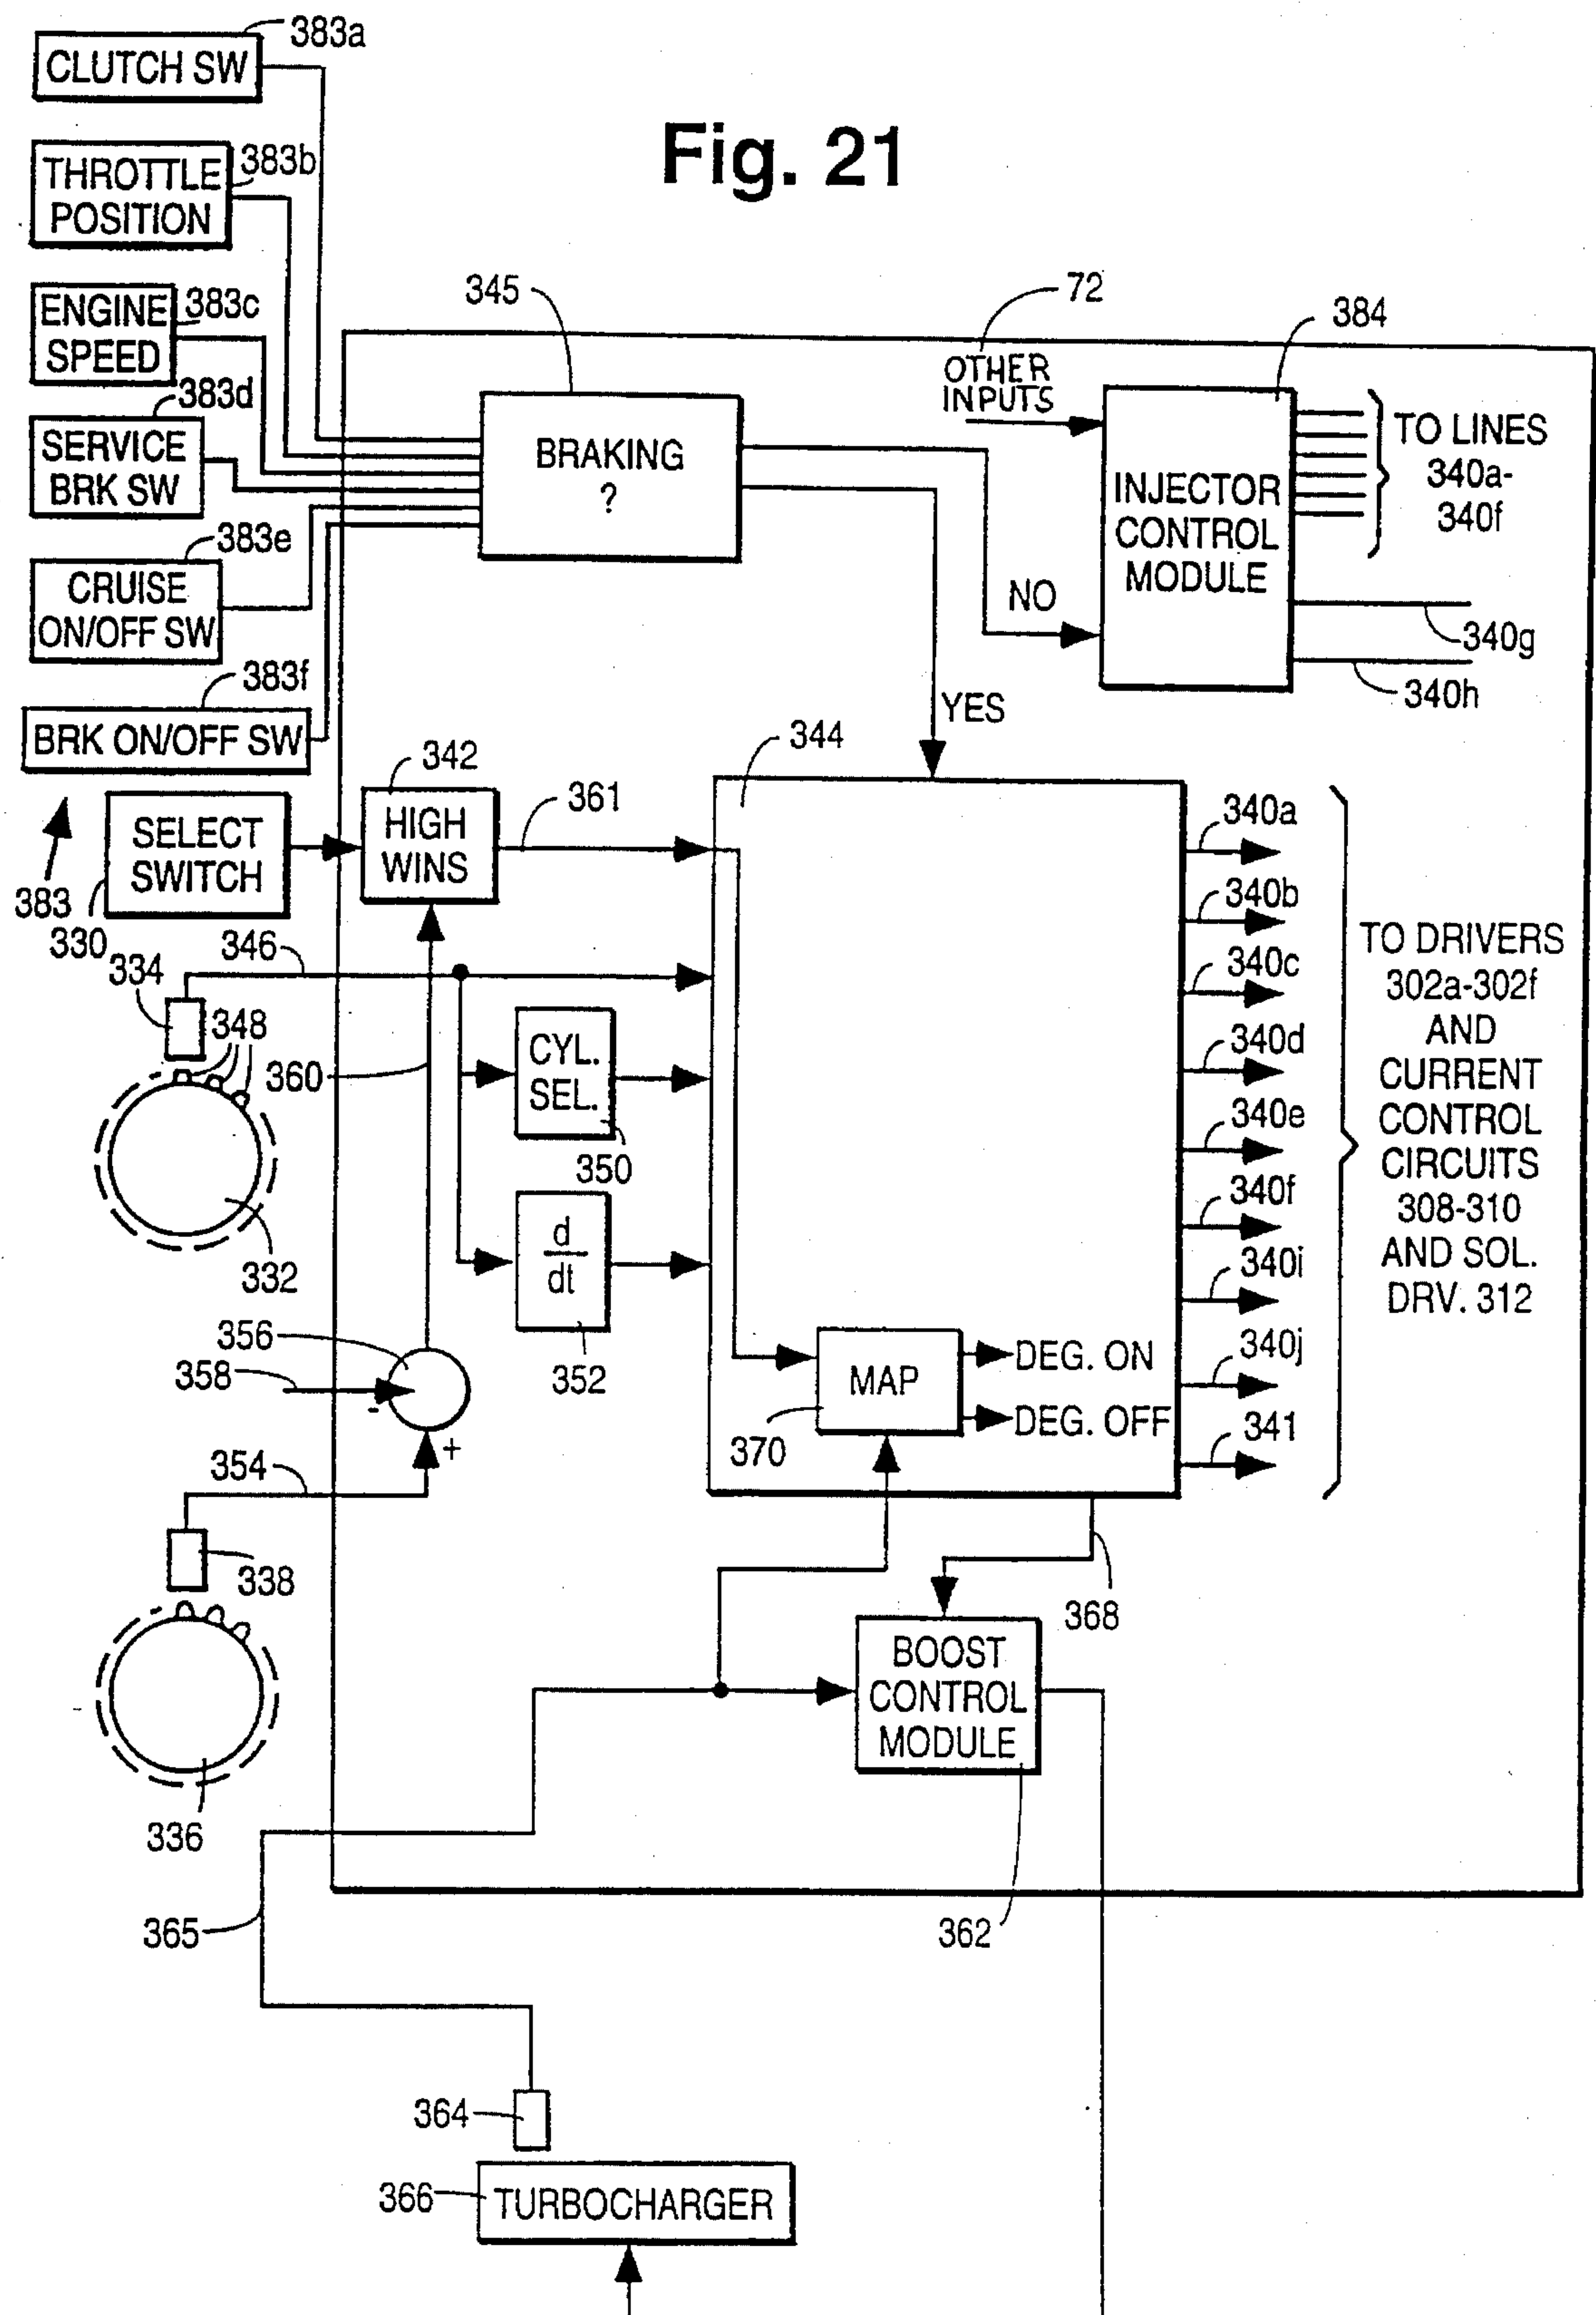 383a
CLUTCH SW
Fig. 21
383b
THROTTLE
POSITION
383c
ENGINE
SPEED
383d
SERVICE
BRK SW
383e
CRUISE
ON/OFF SW
383f
BRK ON/OFF SW
383
345
BRAKING
?
NO
YES
72
OTHER
INPUTS
384
INJECTOR
CONTROL
MODULE
TO LINES
340a-
340f
340g
340h
SELECT
SWITCH
330
342
HIGH
WINS
361
344
346
334
348
332
360
CYL.
SEL.
350
d
dt
352
356
358
-
+
354
338
336
MAP
370
DEG. ON
DEG. OFF
340a
340b
340c
340d
340e
340f
340i
340j
341
TO DRIVERS
302a-302f
AND
CURRENT
CONTROL
CIRCUITS
308-310
AND SOL.
DRV. 312
368
BOOST
CONTROL
MODULE
362
365
364
366
TURBOCHARGER